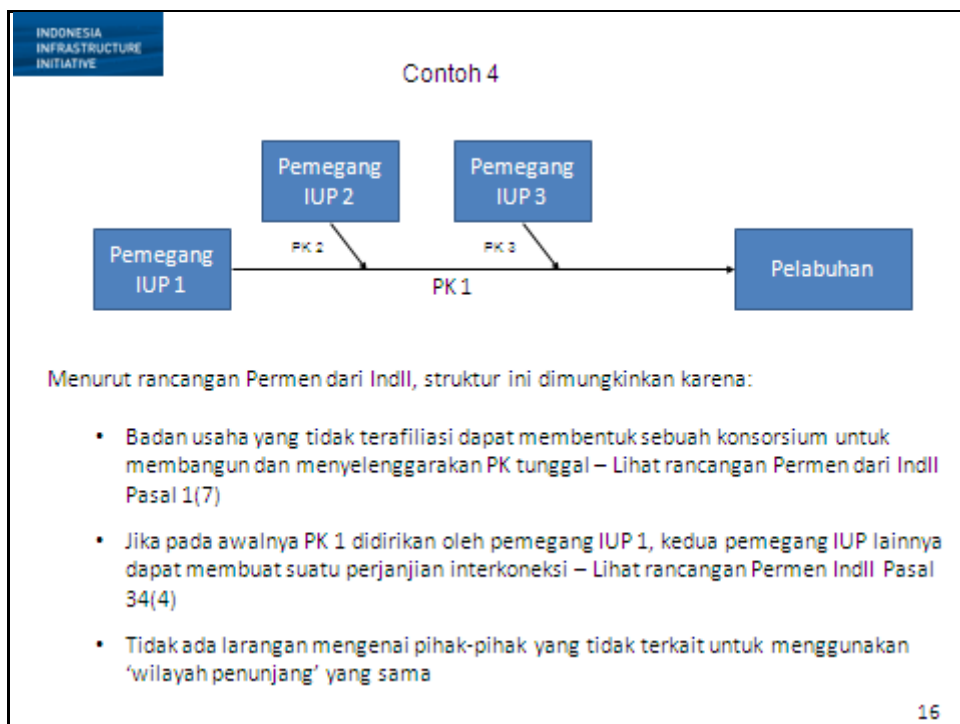 INDONESIA
INFRASTRUCTURE
INITIATIVE
Contoh 4
Pemegang
IUP 2
Pemegang
IUP 3
PK 2
PK 3
Pemegang
IUP 1
PK 1
Pelabuhan
Menurut rancangan Permen dari IndII, struktur ini dimungkinkan karena:
• Badan usaha yang tidak terafiliasi dapat membentuk sebuah konsorsium untuk
membangun dan menyelenggarakan PK tunggal – Lihat rancangan Permen dari IndII
Pasal 1(7)
• Jika pada awalnya PK 1 didirikan oleh pemegang IUP 1, kedua pemegang IUP lainnya
dapat membuat suatu perjanjian interkoneksi – Lihat rancangan Permen IndII Pasal
34(4)
• Tidak ada larangan mengenai pihak-pihak yang tidak terkait untuk menggunakan
‘wilayah penunjang’ yang sama
16